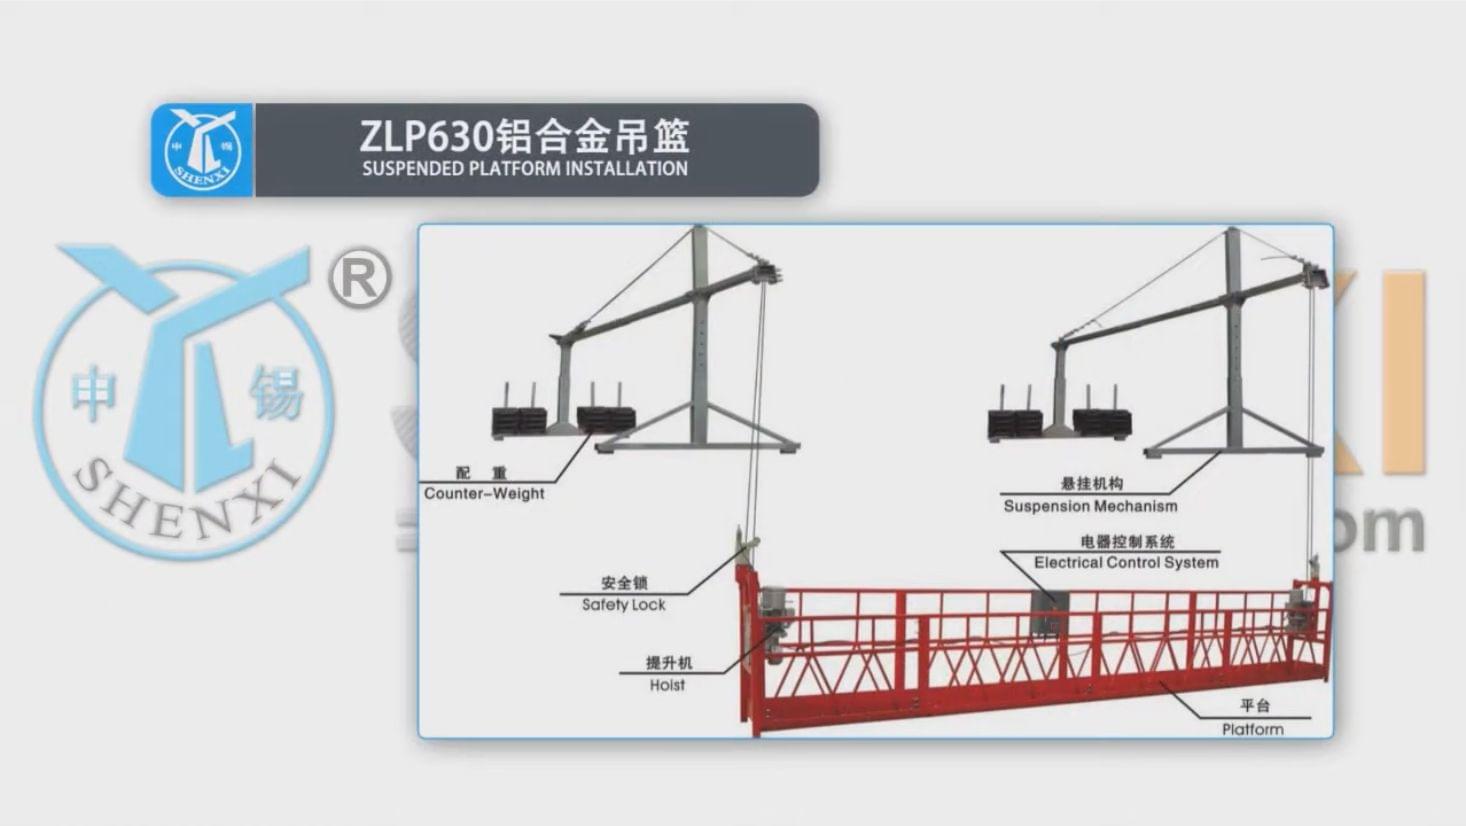 申 锡
SHENXI
ZLP630铝合金吊篮
SUSPENDED PLATFORM INSTALLATION
®
申 锡
SHENXI
XI
om
配 重
Counter-Weight
悬挂机构
Suspension Mechanism
电器控制系统
Electrical Control System
安全锁
Safety Lock
提升机
Hoist
平台
Platform